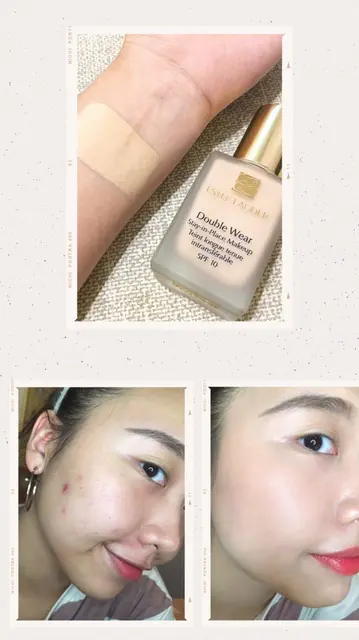 ESTĒE LAUDER
Double Wear
Stay-in-Place Makeup
Teint longue tenue
intransférable
SPF 10